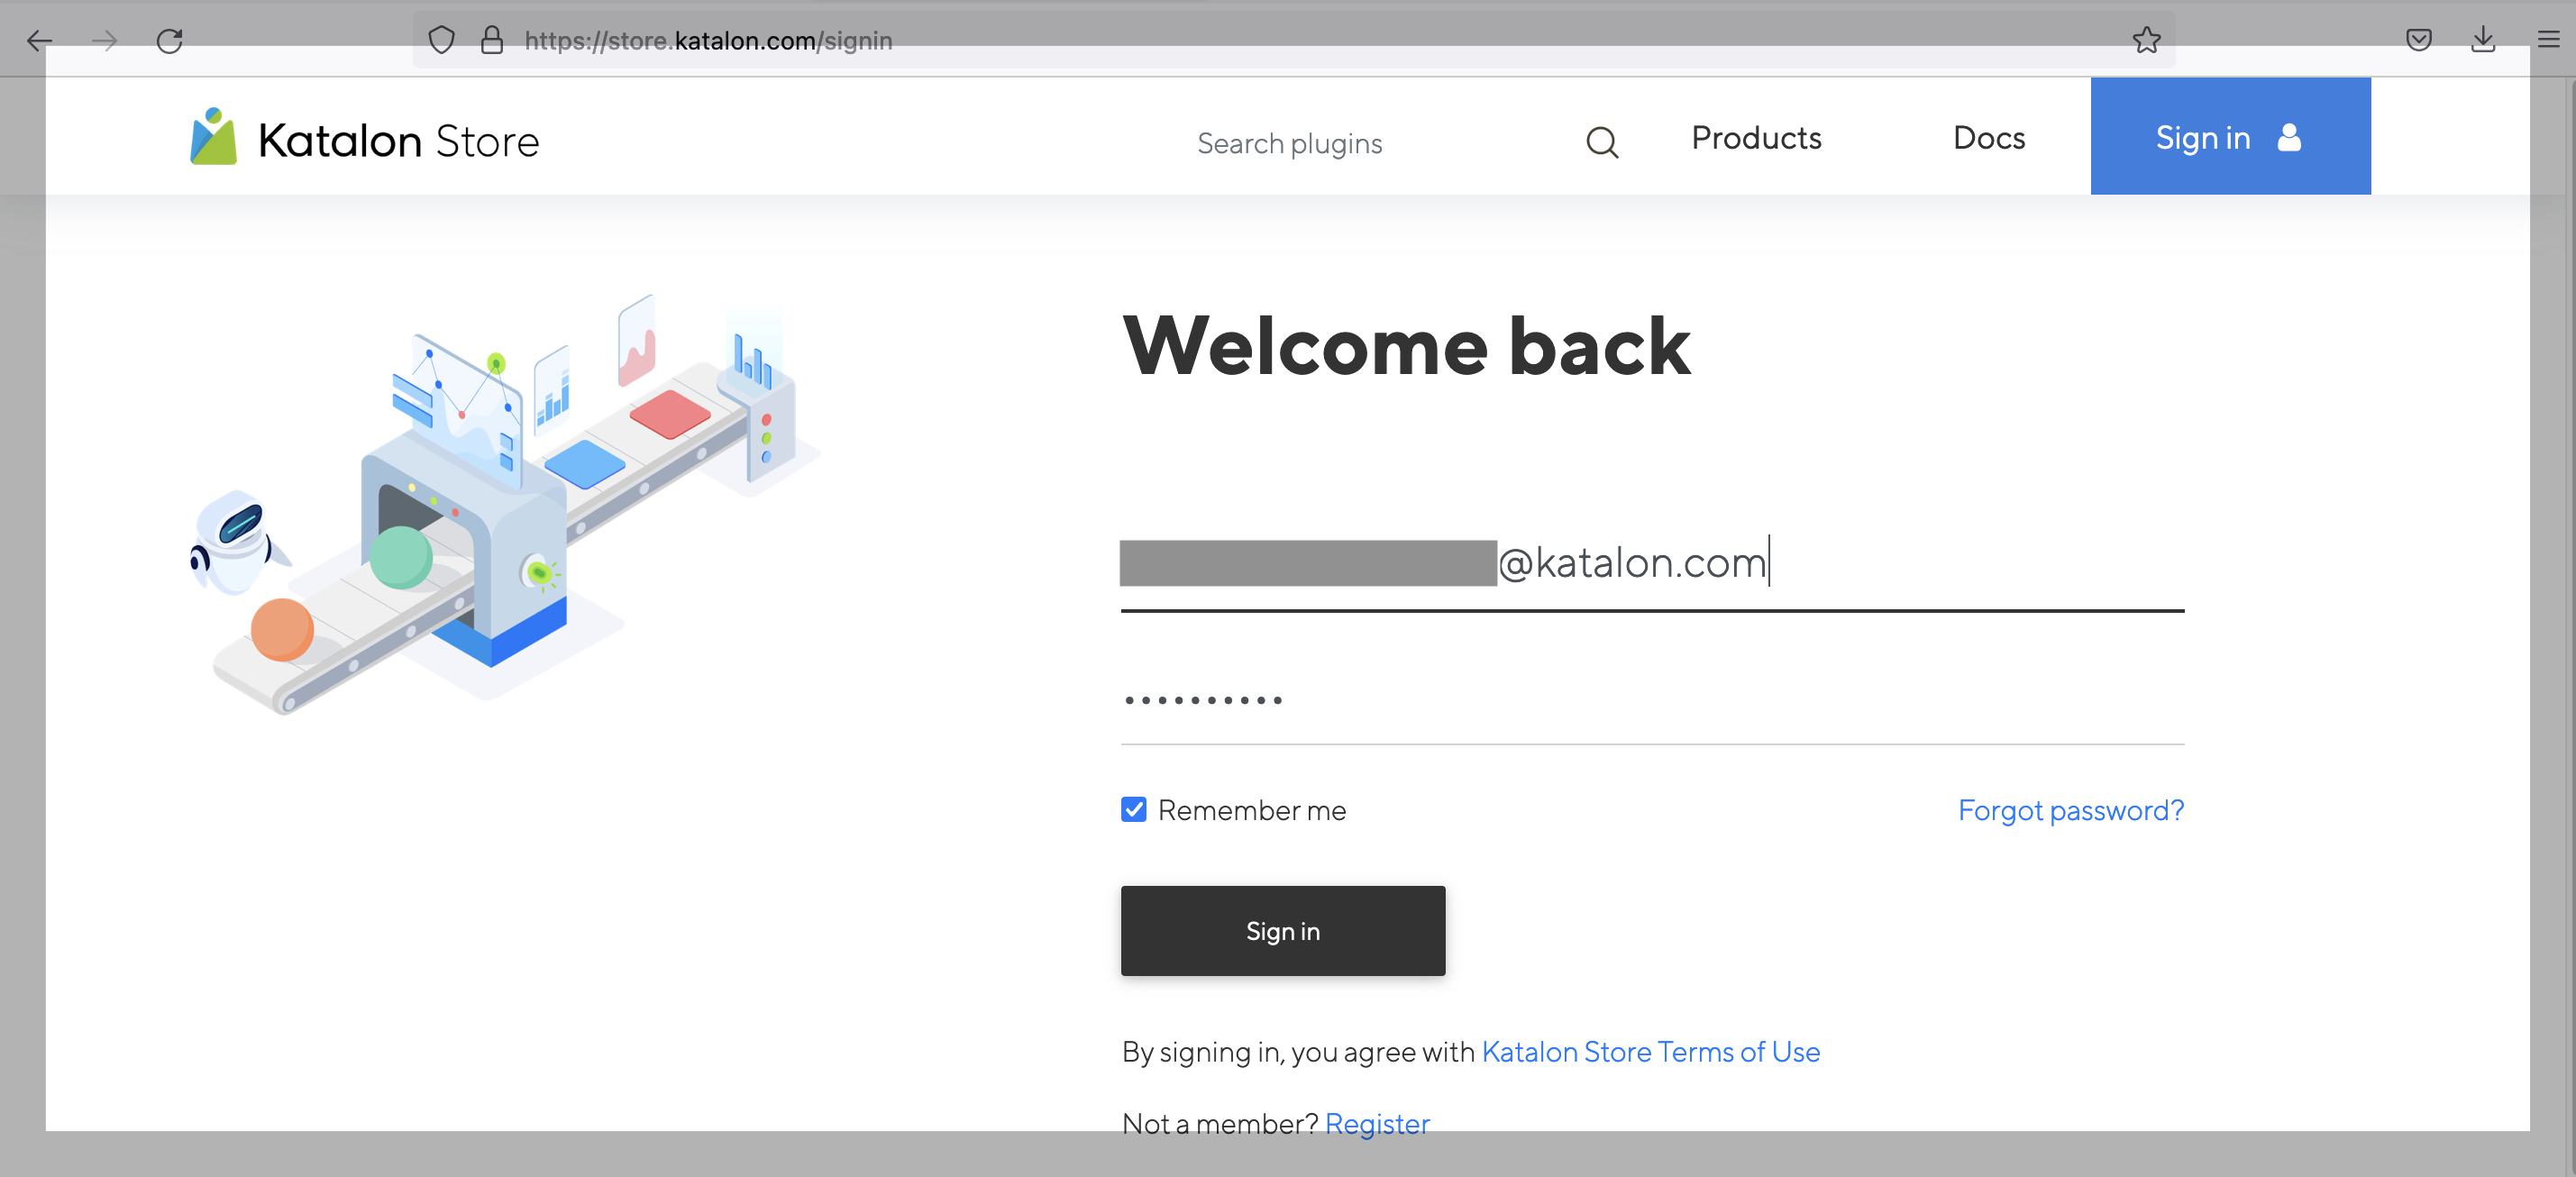 https://store.katalon.com/signin
Katalon Store
Search plugins
Products
Docs
Sign in
Welcome back
@katalon.com
Remember me
Forgot password?
Sign in
By signing in, you agree with Katalon Store Terms of Use
Not a member? Register